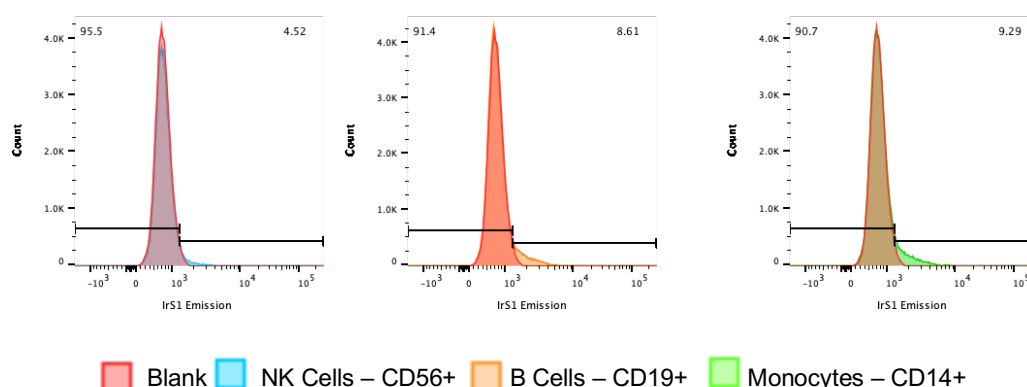 95.5 4.52
4.0K
3.0K
2.0K
1.0K
0
Count
-10³ 0 10³ 10⁴ 10⁵
IrS1 Emission
91.4 8.61
4.0K
3.0K
2.0K
1.0K
0
Count
-10³ 0 10³ 10⁴ 10⁵
IrS1 Emission
90.7 9.29
4.0K
3.0K
2.0K
1.0K
0
Count
-10³ 0 10³ 10⁴ 10⁵
IrS1 Emission
Blank NK Cells – CD56+ B Cells – CD19+ Monocytes – CD14+